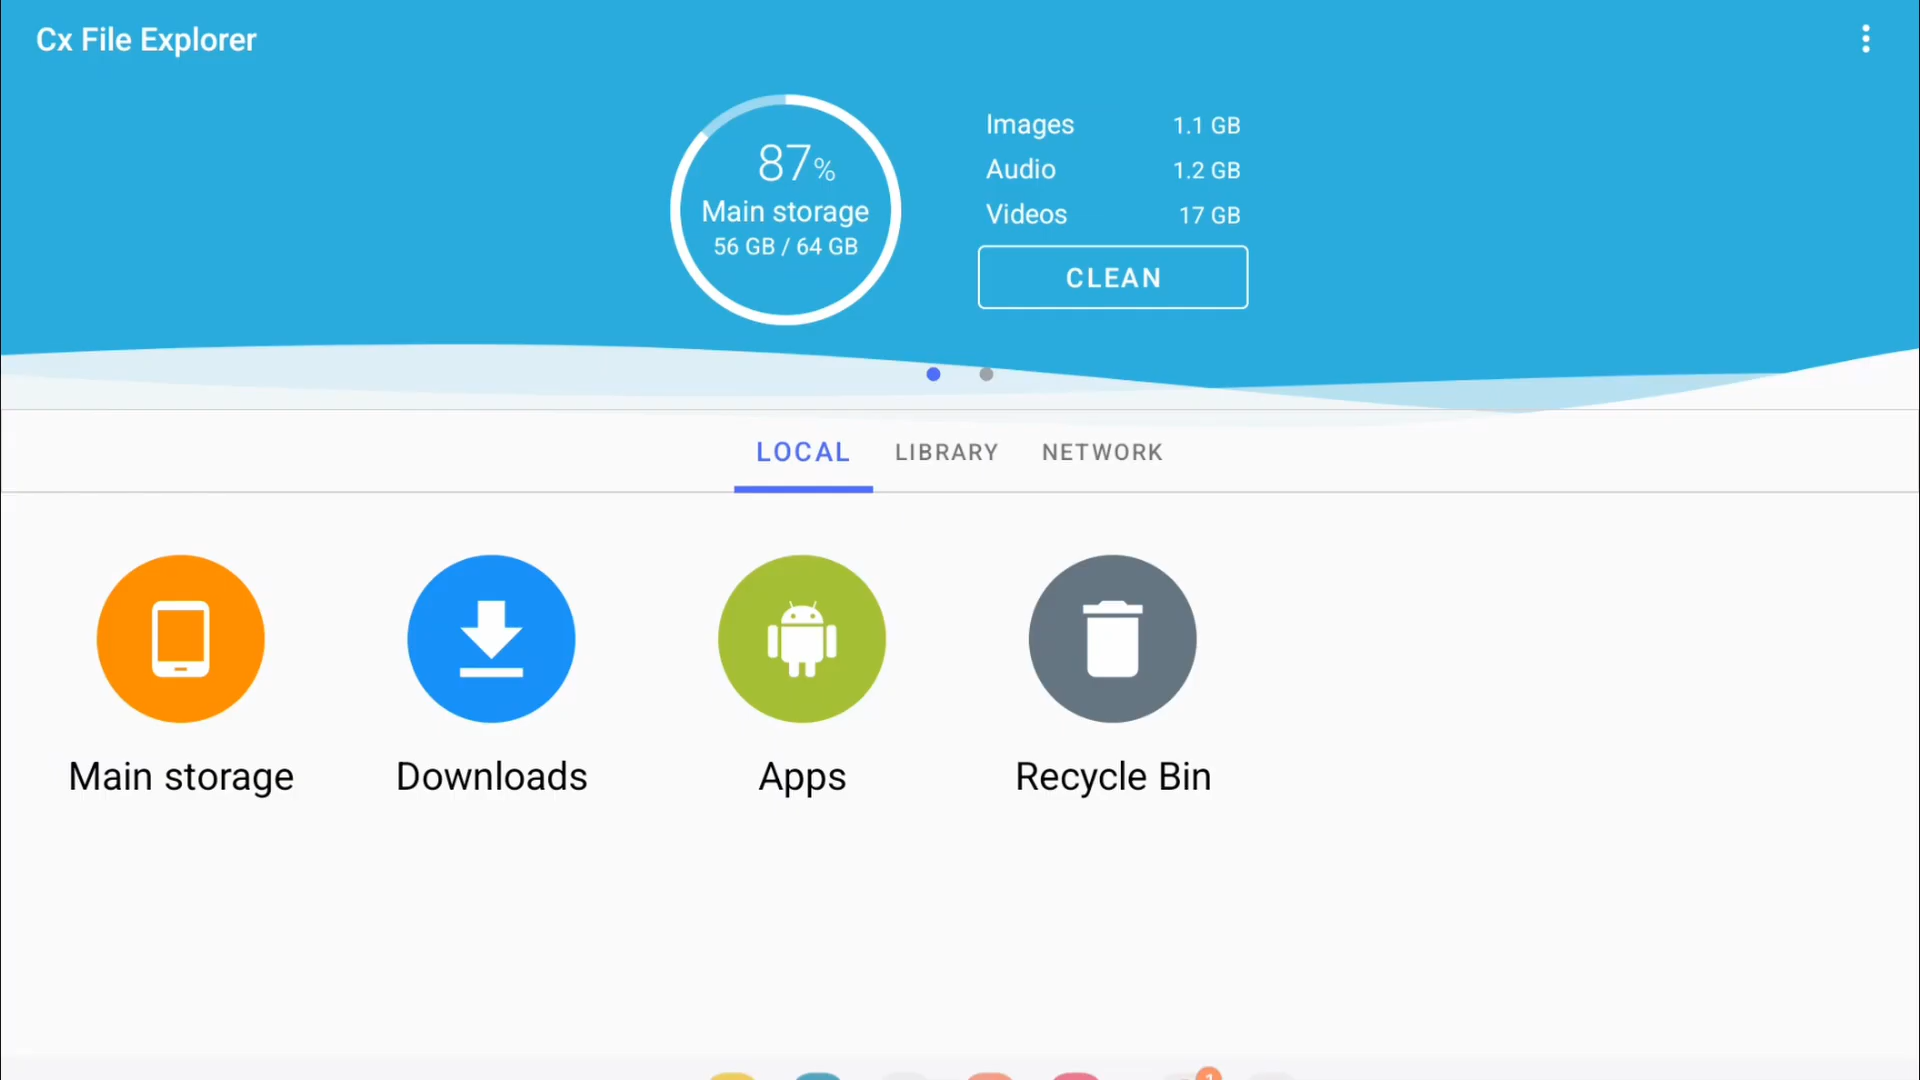 Cx File Explorer
87%
Main storage
56 GB / 64 GB
Images 1.1 GB
Audio 1.2 GB
Videos 17 GB
CLEAN
LOCAL LIBRARY NETWORK
Main storage Downloads Apps Recycle Bin
1